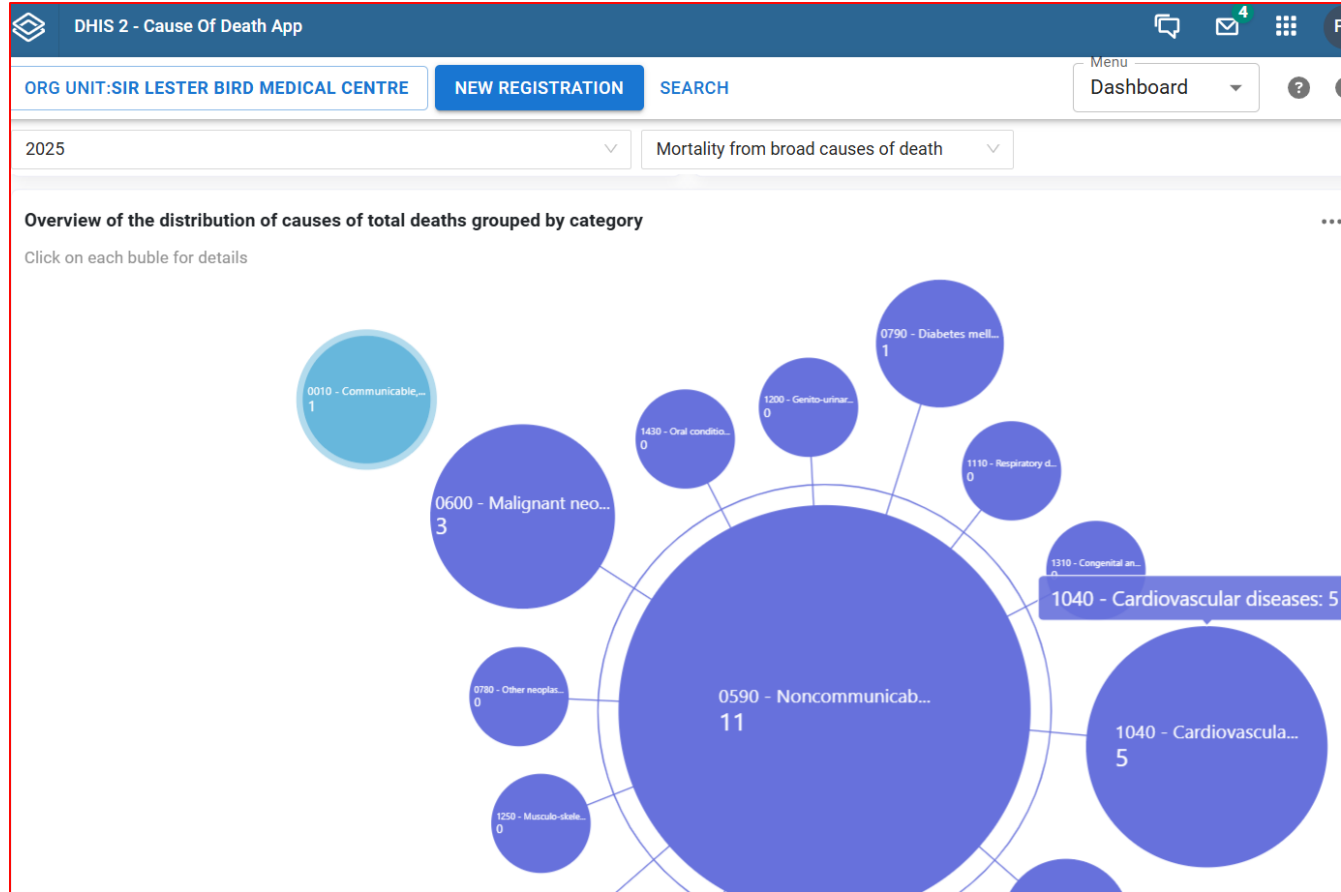 DHIS 2 - Cause Of Death App
4
ORG UNIT:SIR LESTER BIRD MEDICAL CENTRE
NEW REGISTRATION
SEARCH
Menu
Dashboard
?
2025
Mortality from broad causes of death
Overview of the distribution of causes of total deaths grouped by category
Click on each buble for details
0790 - Diabetes mell...
1
0010 - Communicable,...
1
1200 - Genito-urinar...
0
1430 - Oral conditio...
0
1110 - Respiratory d...
0
0600 - Malignant neo...
3
1310 - Congenital an...
1040 - Cardiovascular diseases: 5
0780 - Other neoplas...
0
0590 - Noncommunicab...
11
1040 - Cardiovascula...
5
1250 - Musculo-skele...
0